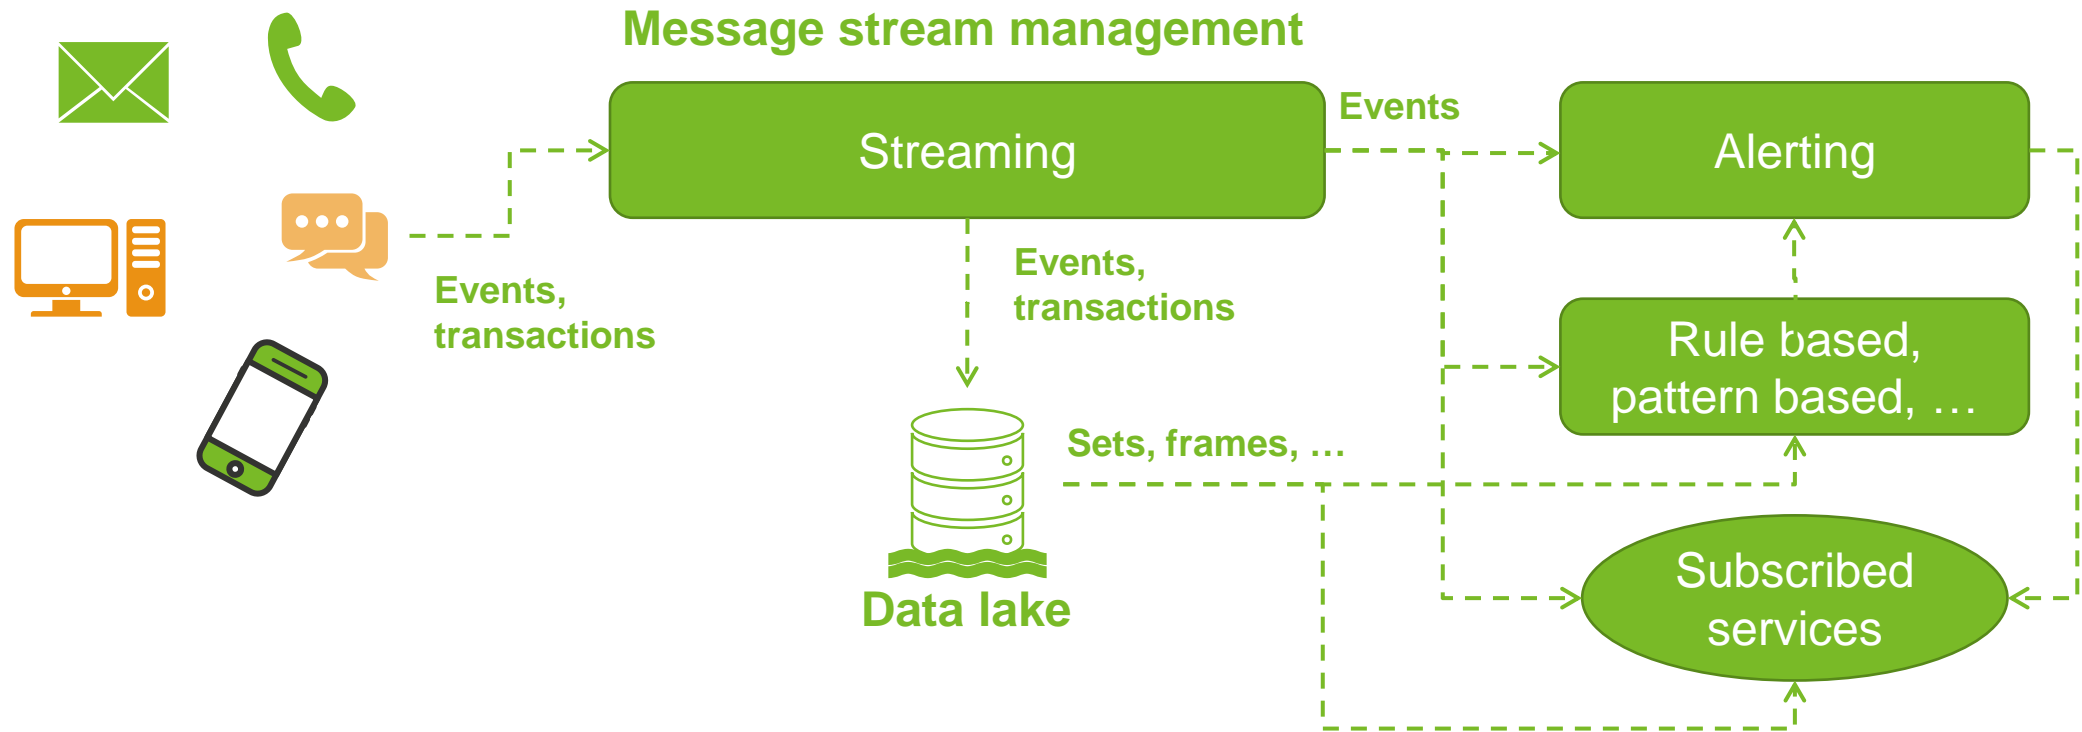 Message stream management
Streaming
Events
Alerting
Events,
transactions
Events,
transactions
Rule based,
pattern based, …
Sets, frames, …
Data lake
Subscribed
services